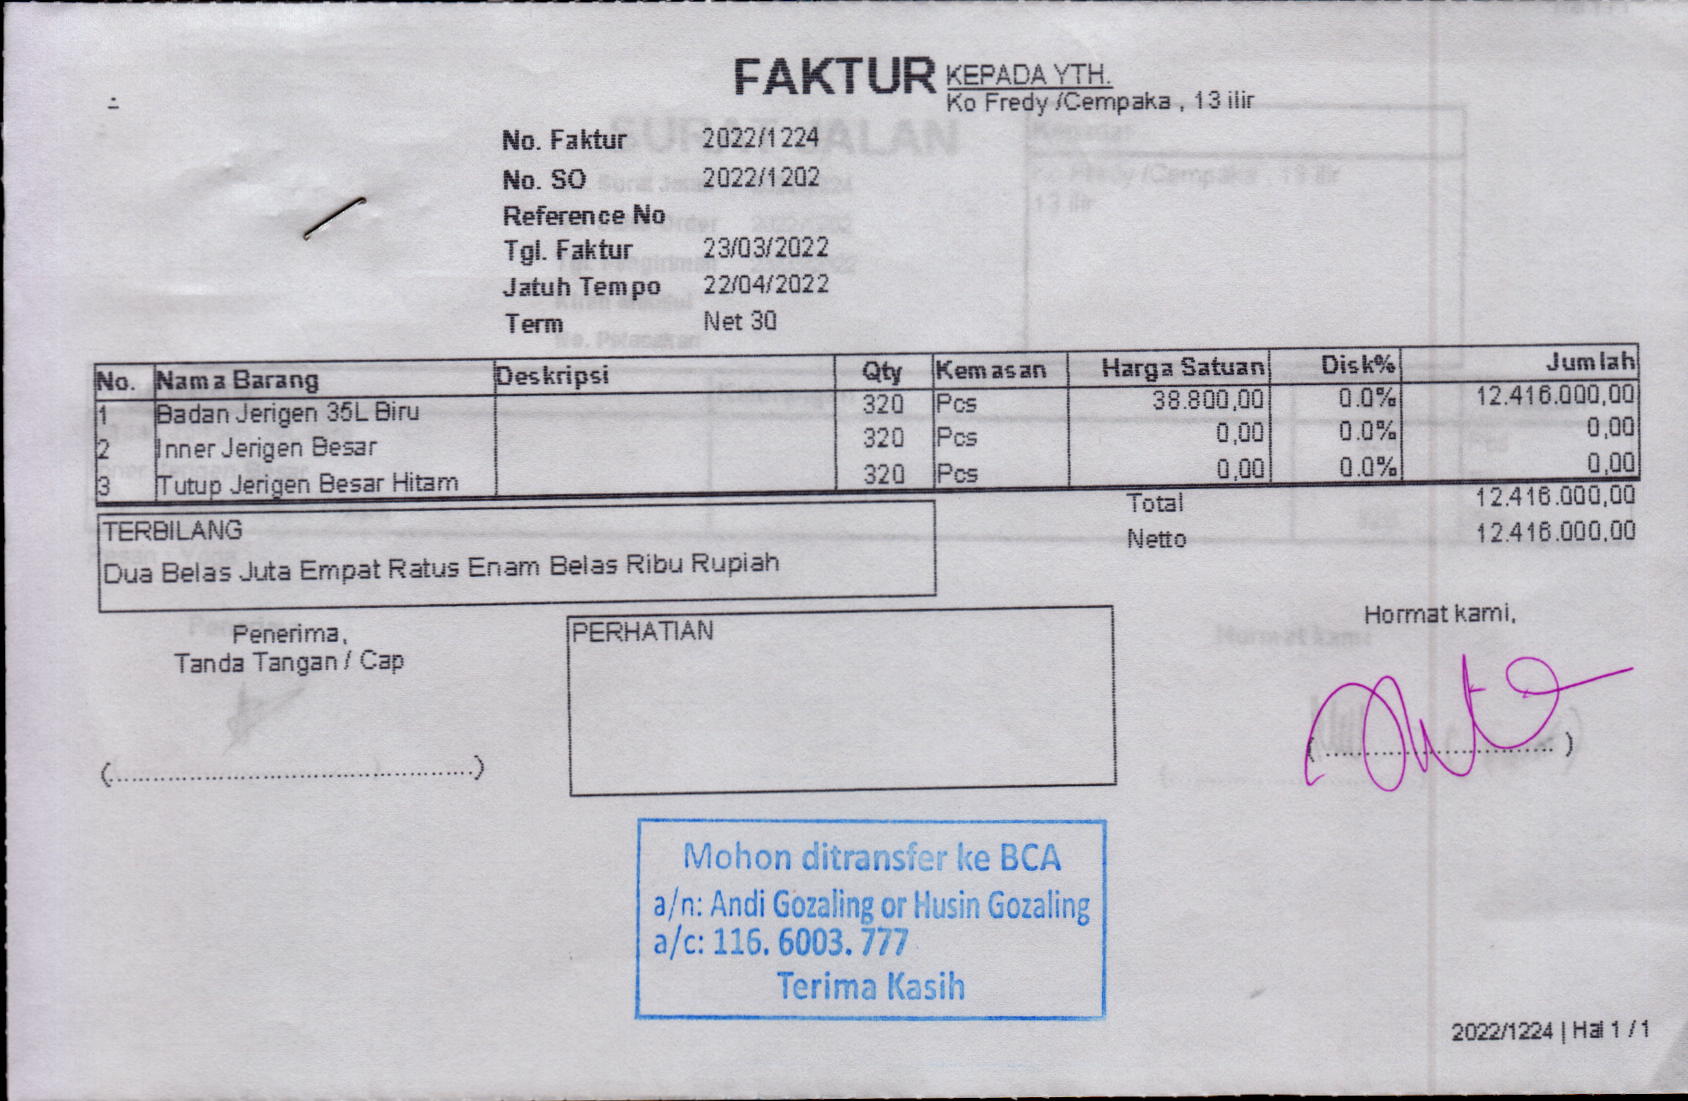 FAKTUR KEPADA YTH.
Ko Fredy /Cempaka , 13 ilir
No. Faktur 2022/1224
No. SO 2022/1202
Reference No
Tgl. Faktur 23/03/2022
Jatuh Tempo 22/04/2022
Term Net 30
No. Nama Barang Deskripsi Qty Kemasan Harga Satuan Disk% Jumlah
1 Badan Jerigen 35L Biru 320 Pcs 38.800,00 0.0% 12.416.000,00
2 Inner Jerigen Besar 320 Pcs 0,00 0.0% 0,00
3 Tutup Jerigen Besar Hitam 320 Pcs 0,00 0.0% 0,00
Total 12.416.000,00
Netto 12.416.000,00
TERBILANG
Dua Belas Juta Empat Ratus Enam Belas Ribu Rupiah
Penerima,
Tanda Tangan / Cap
PERHATIAN
Hormat kami,
Mohon ditransfer ke BCA
a/n: Andi Gozaling or Husin Gozaling
a/c: 116. 6003. 777
Terima Kasih
2022/1224 | Hal 1 / 1